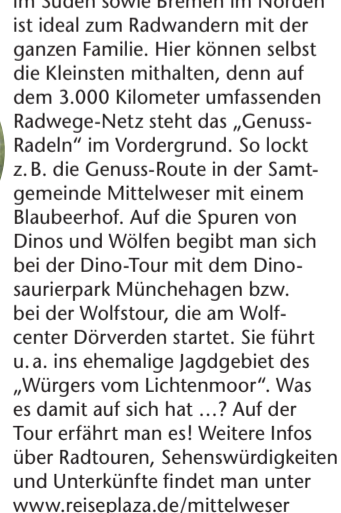 im Süden sowie Bremen im Norden
ist ideal zum Radwandern mit der
ganzen Familie. Hier können selbst
die Kleinsten mithalten, denn auf
dem 3.000 Kilometer umfassenden
Radwege-Netz steht das „Genuss-
Radeln“ im Vordergrund. So lockt
z. B. die Genuss-Route in der Samt-
gemeinde Mittelweser mit einem
Blaubeerhof. Auf die Spuren von
Dinos und Wölfen begibt man sich
bei der Dino-Tour mit dem Dino-
saurierpark Münchehagen bzw.
bei der Wolfstour, die am Wolf-
center Dörverden startet. Sie führt
u. a. ins ehemalige Jagdgebiet des
„Würgers vom Lichtenmoor“. Was
es damit auf sich hat …? Auf der
Tour erfährt man es! Weitere Infos
über Radtouren, Sehenswürdigkeiten
und Unterkünfte findet man unter
www.reiseplaza.de/mittelweser